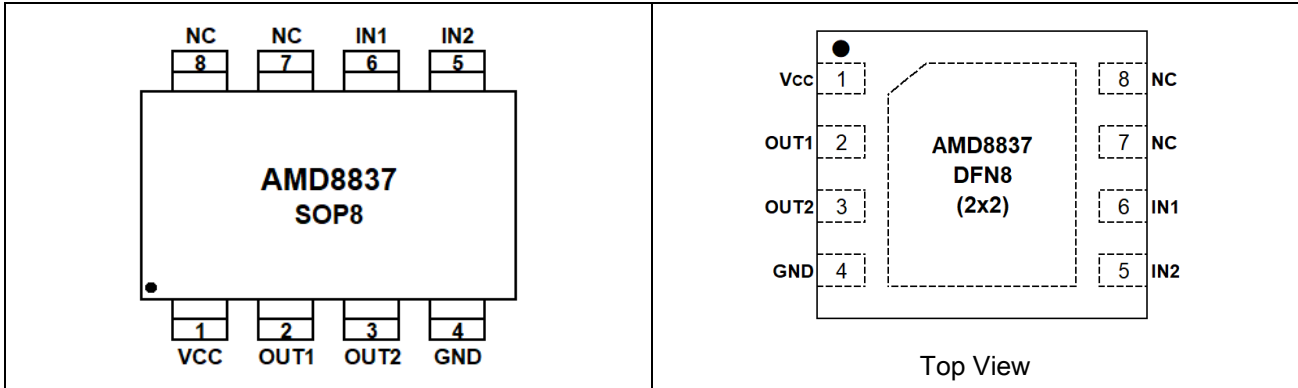 NC NC IN1 IN2
8 7 6 5
AMD8837
SOP8
1 2 3 4
VCC OUT1 OUT2 GND
Vcc 1 8 NC
OUT1 2 7 NC
AMD8837
DFN8
(2x2)
OUT2 3 6 IN1
GND 4 5 IN2
Top View